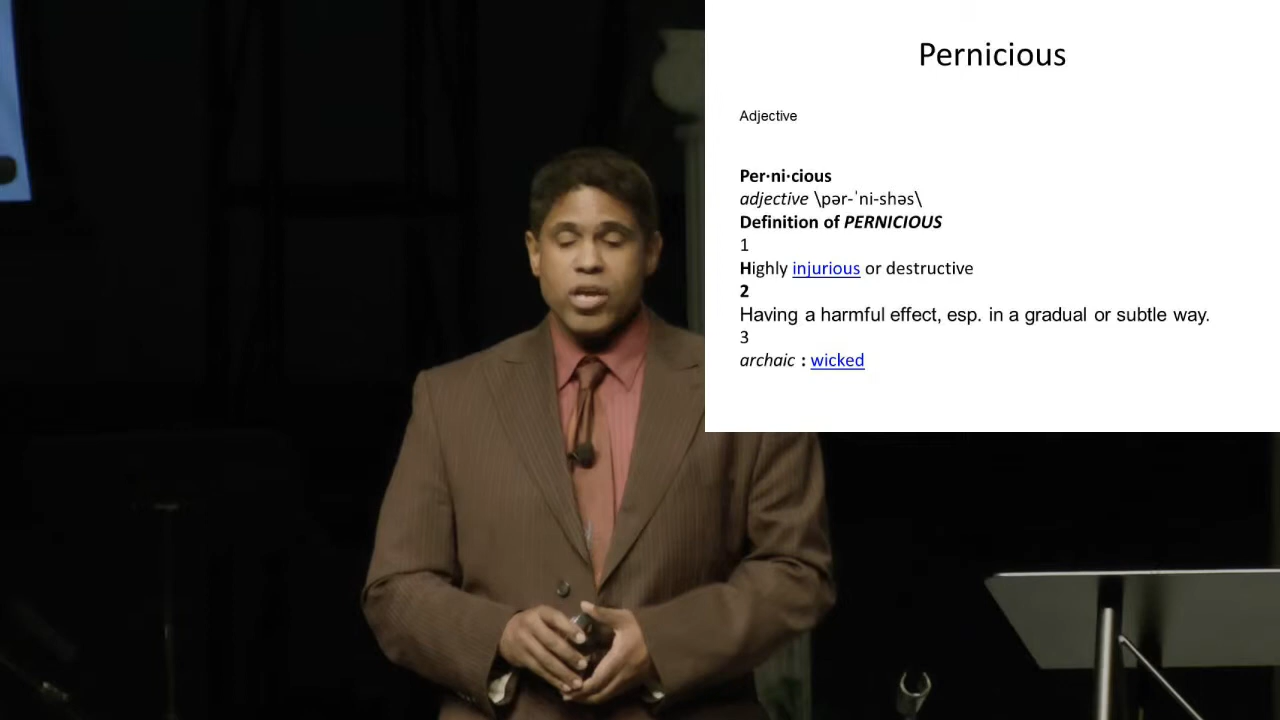 Pernicious
Adjective
Per·ni·cious
adjective \pər-ˈni-shəs\
Definition of PERNICIOUS
1
Highly injurious or destructive
2
Having a harmful effect, esp. in a gradual or subtle way.
3
archaic : wicked